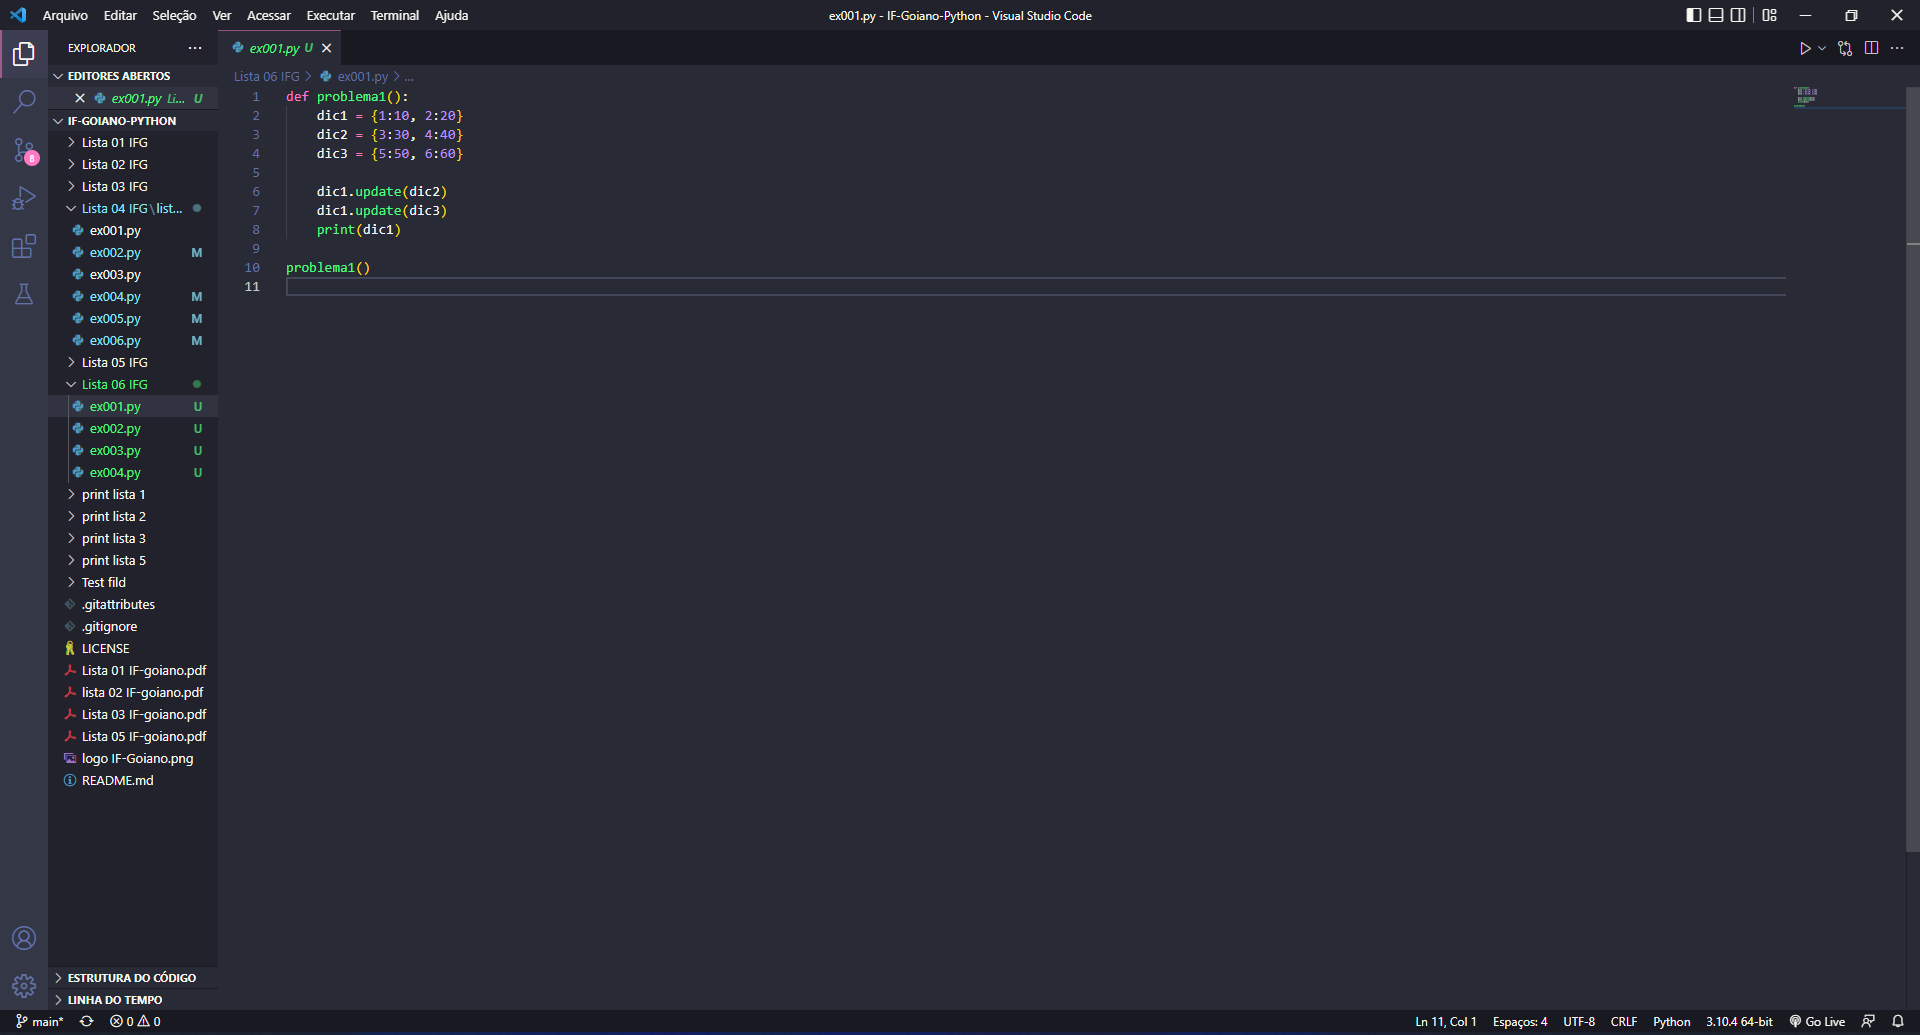 Arquivo Editar Seleção Ver Acessar Executar Terminal Ajuda
ex001.py - IF-Goiano-Python - Visual Studio Code
EXPLORADOR
EDITORES ABERTOS
ex001.py Li... U
IF-GOIANO-PYTHON
Lista 01 IFG
Lista 02 IFG
Lista 03 IFG
Lista 04 IFG\list...
ex001.py
ex002.py M
ex003.py
ex004.py M
ex005.py M
ex006.py M
Lista 05 IFG
Lista 06 IFG
ex001.py U
ex002.py U
ex003.py U
ex004.py U
print lista 1
print lista 2
print lista 3
print lista 5
Test fild
.gitattributes
.gitignore
LICENSE
Lista 01 IF-goiano.pdf
lista 02 IF-goiano.pdf
Lista 03 IF-goiano.pdf
Lista 05 IF-goiano.pdf
logo IF-Goiano.png
README.md
ESTRUTURA DO CÓDIGO
LINHA DO TEMPO
8
ex001.py U
Lista 06 IFG > ex001.py > ...
1 def problema1():
2     dic1 = {1:10, 2:20}
3     dic2 = {3:30, 4:40}
4     dic3 = {5:50, 6:60}
5
6     dic1.update(dic2)
7     dic1.update(dic3)
8     print(dic1)
9
10 problema1()
11
main* 0 0
Ln 11, Col 1 Espaços: 4 UTF-8 CRLF Python 3.10.4 64-bit Go Live